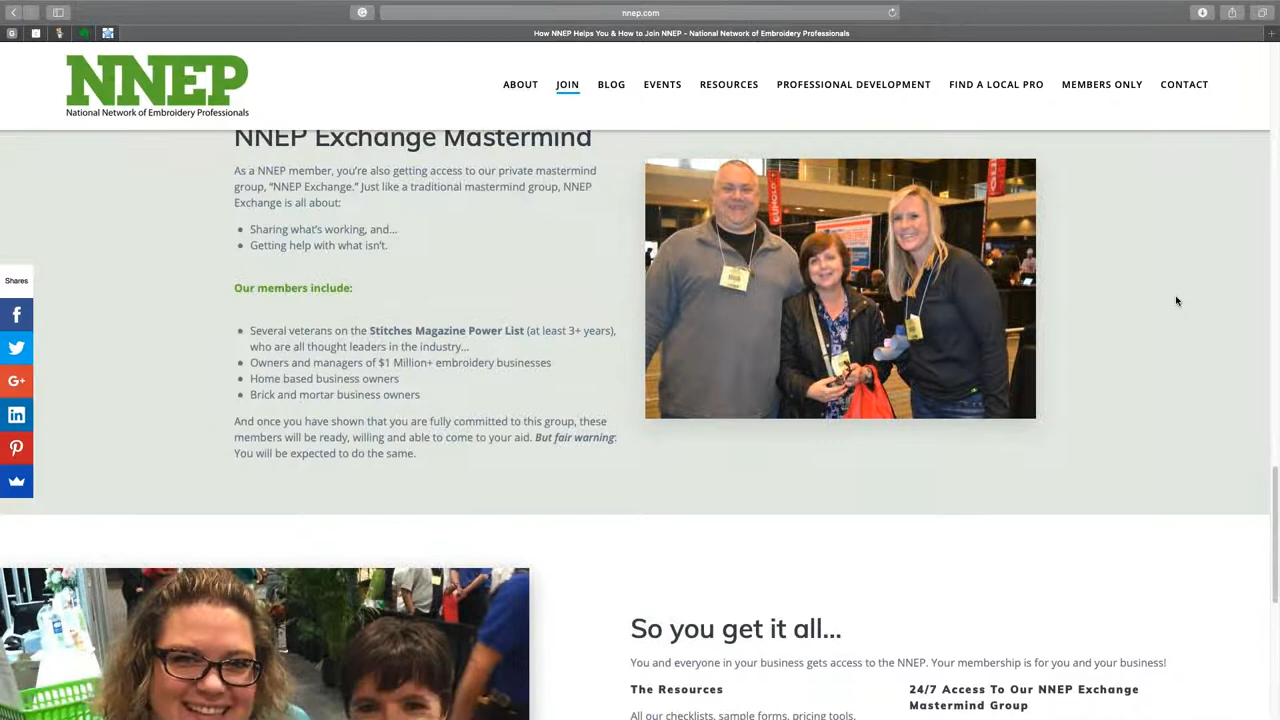 nnep.com
How NNEP Helps You & How to Join NNEP - National Network of Embroidery Professionals
NNEP
National Network of Embroidery Professionals
ABOUT JOIN BLOG EVENTS RESOURCES PROFESSIONAL DEVELOPMENT FIND A LOCAL PRO MEMBERS ONLY CONTACT
NNEP Exchange Mastermind
As a NNEP member, you're also getting access to our private mastermind
group, "NNEP Exchange." Just like a traditional mastermind group, NNEP
Exchange is all about:
Sharing what's working, and...
Getting help with what isn't.
Our members include:
Several veterans on the Stitches Magazine Power List (at least 3+ years),
who are all thought leaders in the industry...
Owners and managers of $1 Million+ embroidery businesses
Home based business owners
Brick and mortar business owners
And once you have shown that you are fully committed to this group, these
members will be ready, willing and able to come to your aid. But fair warning:
You will be expected to do the same.
Shares
So you get it all...
You and everyone in your business gets access to the NNEP. Your membership is for you and your business!
The Resources
All our checklists, sample forms, pricing tools,
24/7 Access To Our NNEP Exchange
Mastermind Group